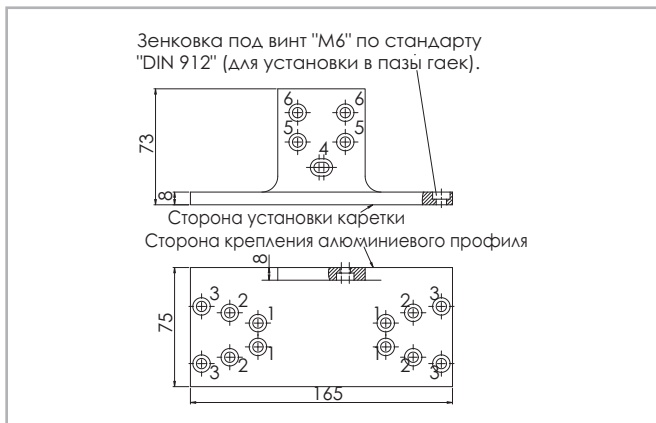 Зенковка под винт "M6" по стандарту
"DIN 912" (для установки в пазы гаек).
6 6
5 5
4
73
8
Сторона установки каретки
Сторона крепления алюминиевого профиля
8
3 2 1 1 2 3
75
1 1
3 2 2 3
165